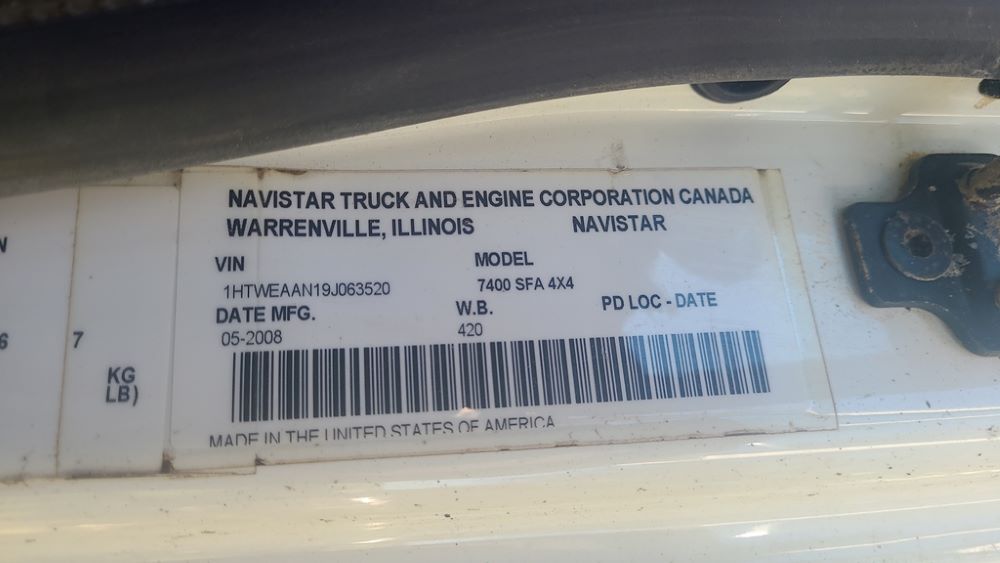 NAVISTAR TRUCK AND ENGINE CORPORATION CANADA
WARRENVILLE, ILLINOIS NAVISTAR
VIN MODEL
1HTWEAAN19J063520 7400 SFA 4X4
DATE MFG. W.B. PD LOC - DATE
05-2008 420
MADE IN THE UNITED STATES OF AMERICA
N
6 7
KG
LB)